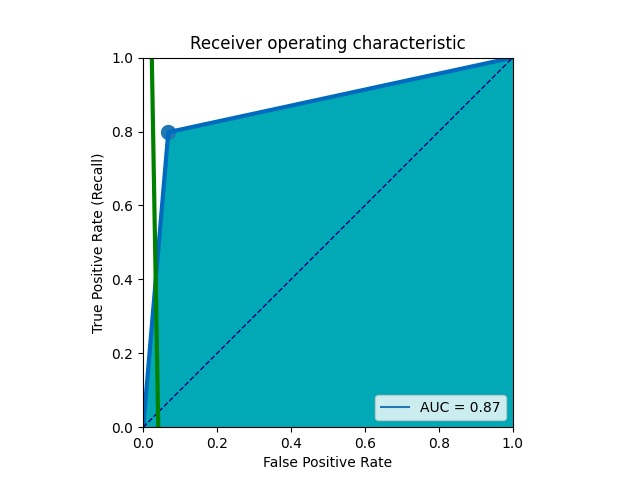 Receiver operating characteristic
1.0
0.8
0.6
0.4
0.2
0.0
True Positive Rate (Recall)
AUC = 0.87
0.0 0.2 0.4 0.6 0.8 1.0
False Positive Rate